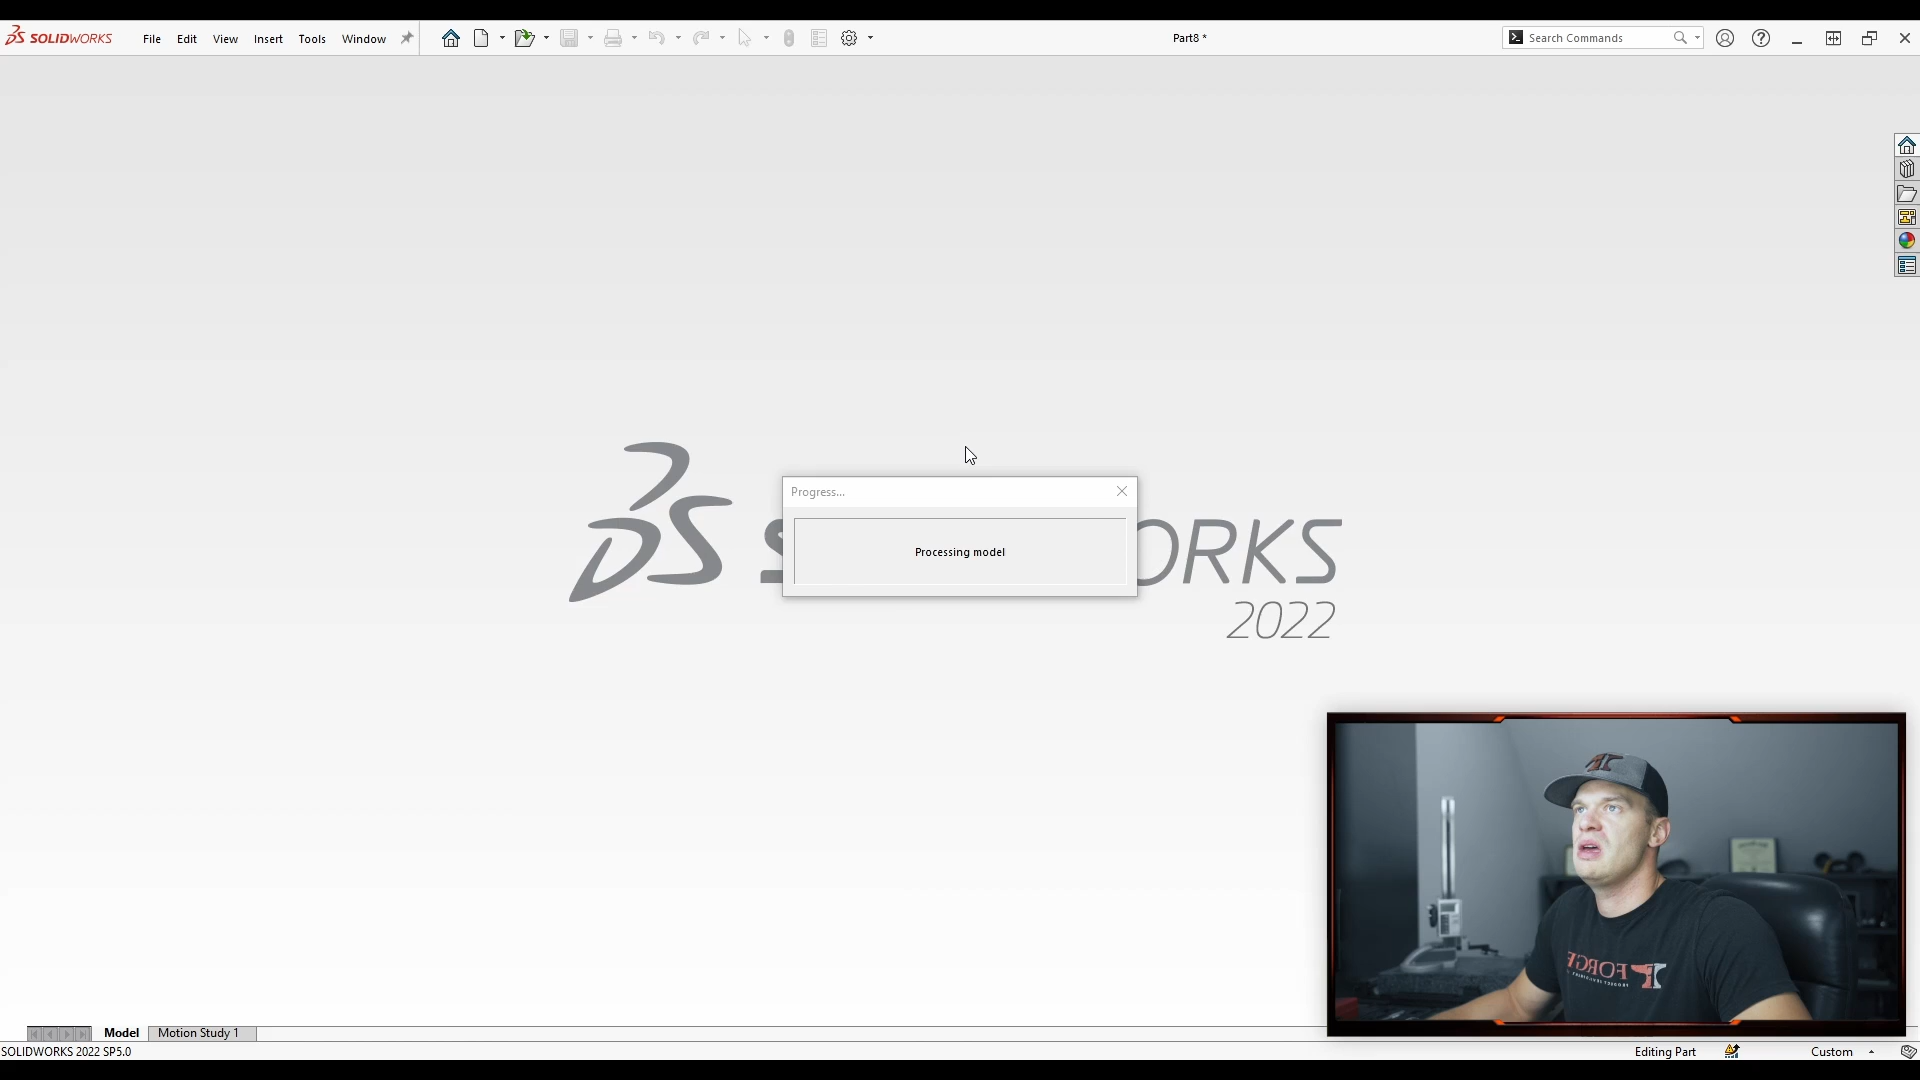 SOLIDWORKS
File Edit View Insert Tools Window
Part8 *
Search Commands
Progress...
Processing model
S
ORKS
2022
FORGE
Model
Motion Study 1
SOLIDWORKS 2022 SP5.0
Editing Part
Custom